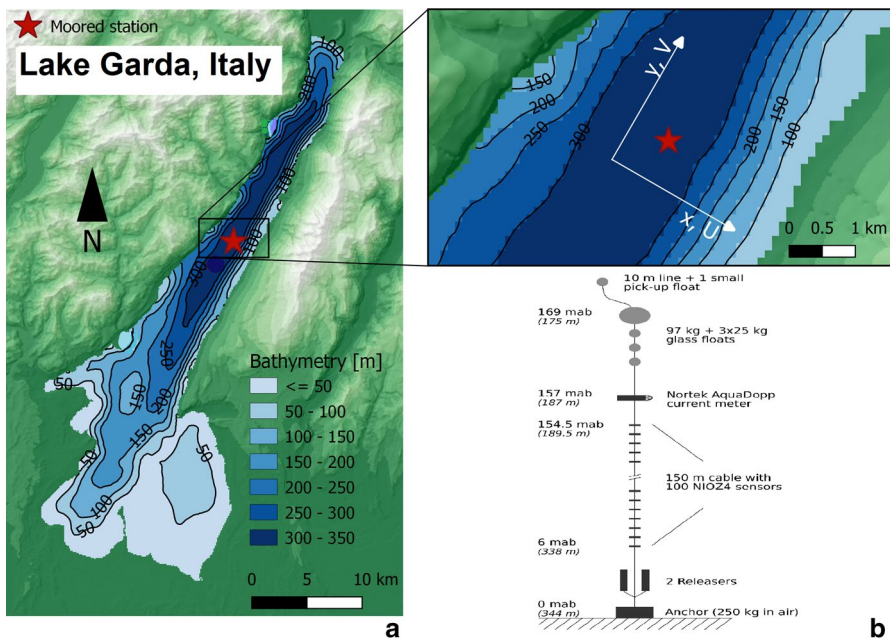 Moored station
Lake Garda, Italy
100
200
100
N
100
300
250
150
200
50
50
150
50
100
50
Bathymetry [m]
<= 50
50 - 100
100 - 150
150 - 200
200 - 250
250 - 300
300 - 350
0 5 10 km
a
150
200
250
300
y, V
x, U
200
150
100
0 0.5 1 km
10 m line + 1 small
pick-up float
169 mab
(175 m)
97 kg + 3x25 kg
glass floats
157 mab
(187 m)
Nortek AquaDopp
current meter
154.5 mab
(189.5 m)
150 m cable with
100 NIOZ4 sensors
6 mab
(338 m)
2 Releasers
0 mab
(344 m)
Anchor (250 kg in air)
b